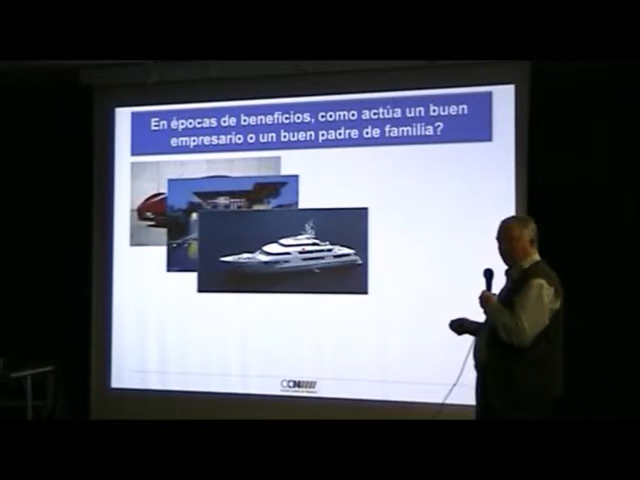 En épocas de beneficios, como actúa un buen
empresario o un buen padre de familia?
CCN